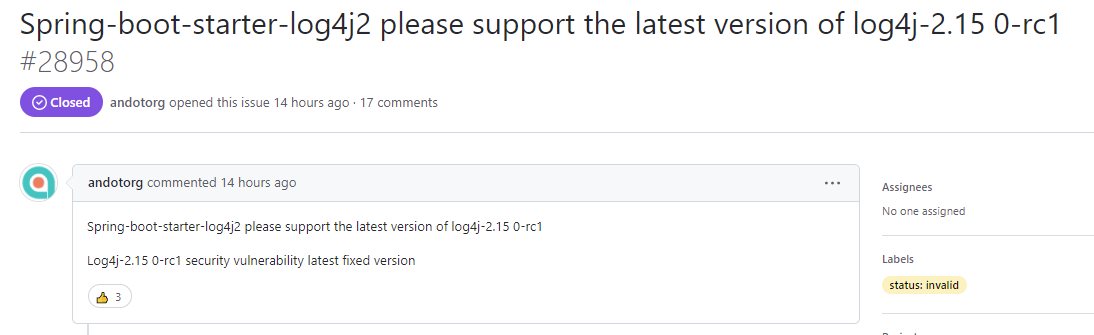 Spring-boot-starter-log4j2 please support the latest version of log4j-2.15 0-rc1
#28958
Closed andotorg opened this issue 14 hours ago · 17 comments
andotorg commented 14 hours ago
Spring-boot-starter-log4j2 please support the latest version of log4j-2.15 0-rc1
Log4j-2.15 0-rc1 security vulnerability latest fixed version
3
Assignees
No one assigned
Labels
status: invalid